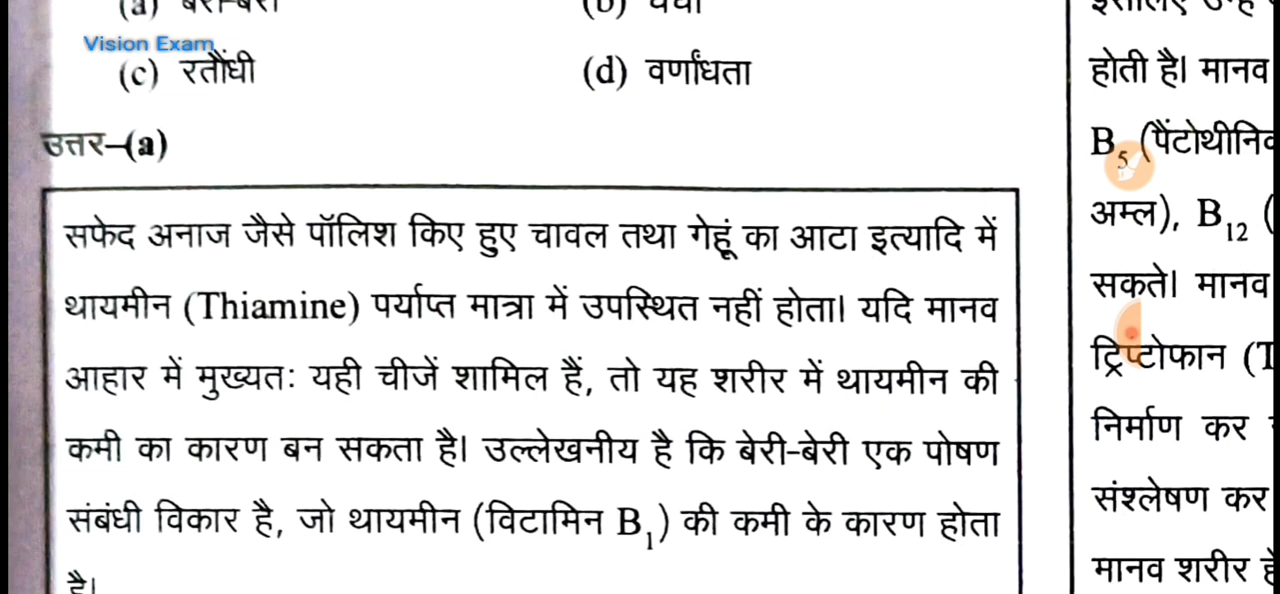 (a) बेरी-बेरी
Vision Exam
(c) रतौंधी (d) वर्णांधता
उत्तर–(a)
सफेद अनाज जैसे पॉलिश किए हुए चावल तथा गेहूं का आटा इत्यादि में
थायमीन (Thiamine) पर्याप्त मात्रा में उपस्थित नहीं होता। यदि मानव
आहार में मुख्यतः यही चीजें शामिल हैं, तो यह शरीर में थायमीन की
कमी का कारण बन सकता है। उल्लेखनीय है कि बेरी-बेरी एक पोषण
संबंधी विकार है, जो थायमीन (विटामिन B₁) की कमी के कारण होता
है।
होती है। मानव
B₅ (पैंटोथीनि
अम्ल), B₁₂ (
सकते। मानव
ट्रिप्टोफान (T
निर्माण कर
संश्लेषण कर
मानव शरीर